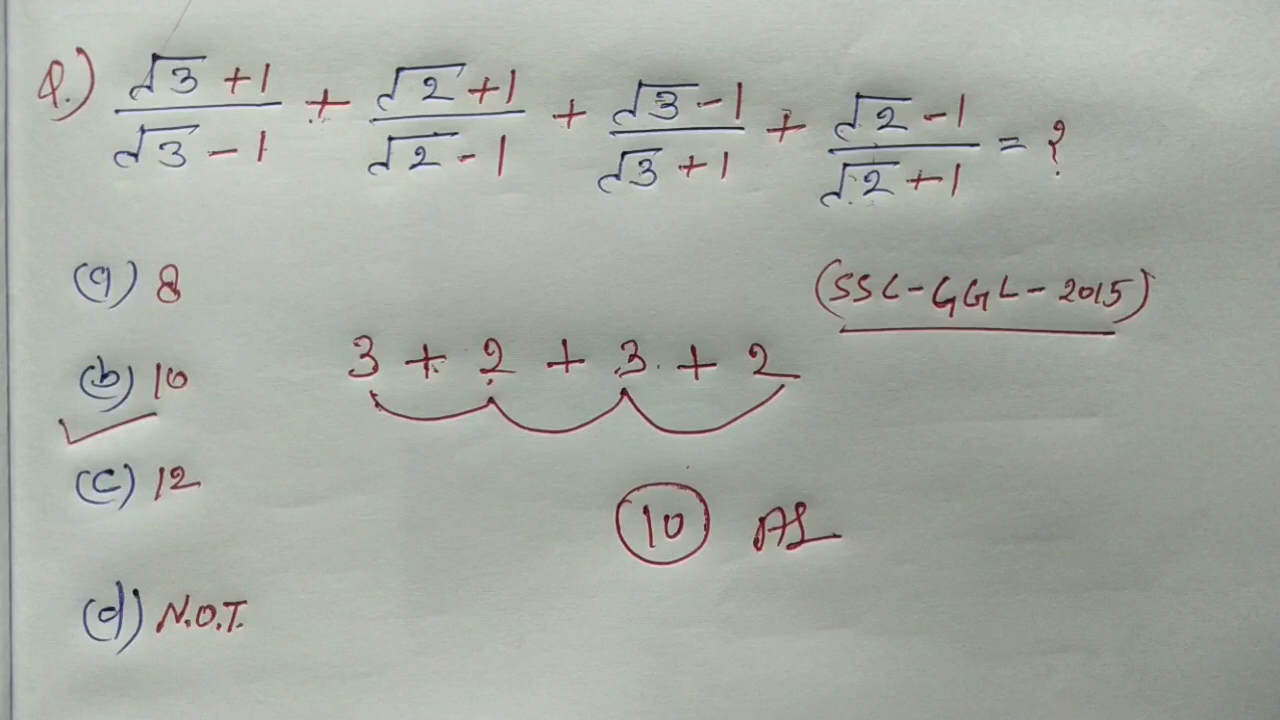 Q.) √3 +1 / √3 -1 + √2 +1 / √2 -1 + √3 -1 / √3 +1 + √2 -1 / √2 +1 = ?
(a) 8
(SSC-CGL-2015)
(b) 10
3 + 2 + 3 + 2
(c) 12
10
(d) N.O.T.